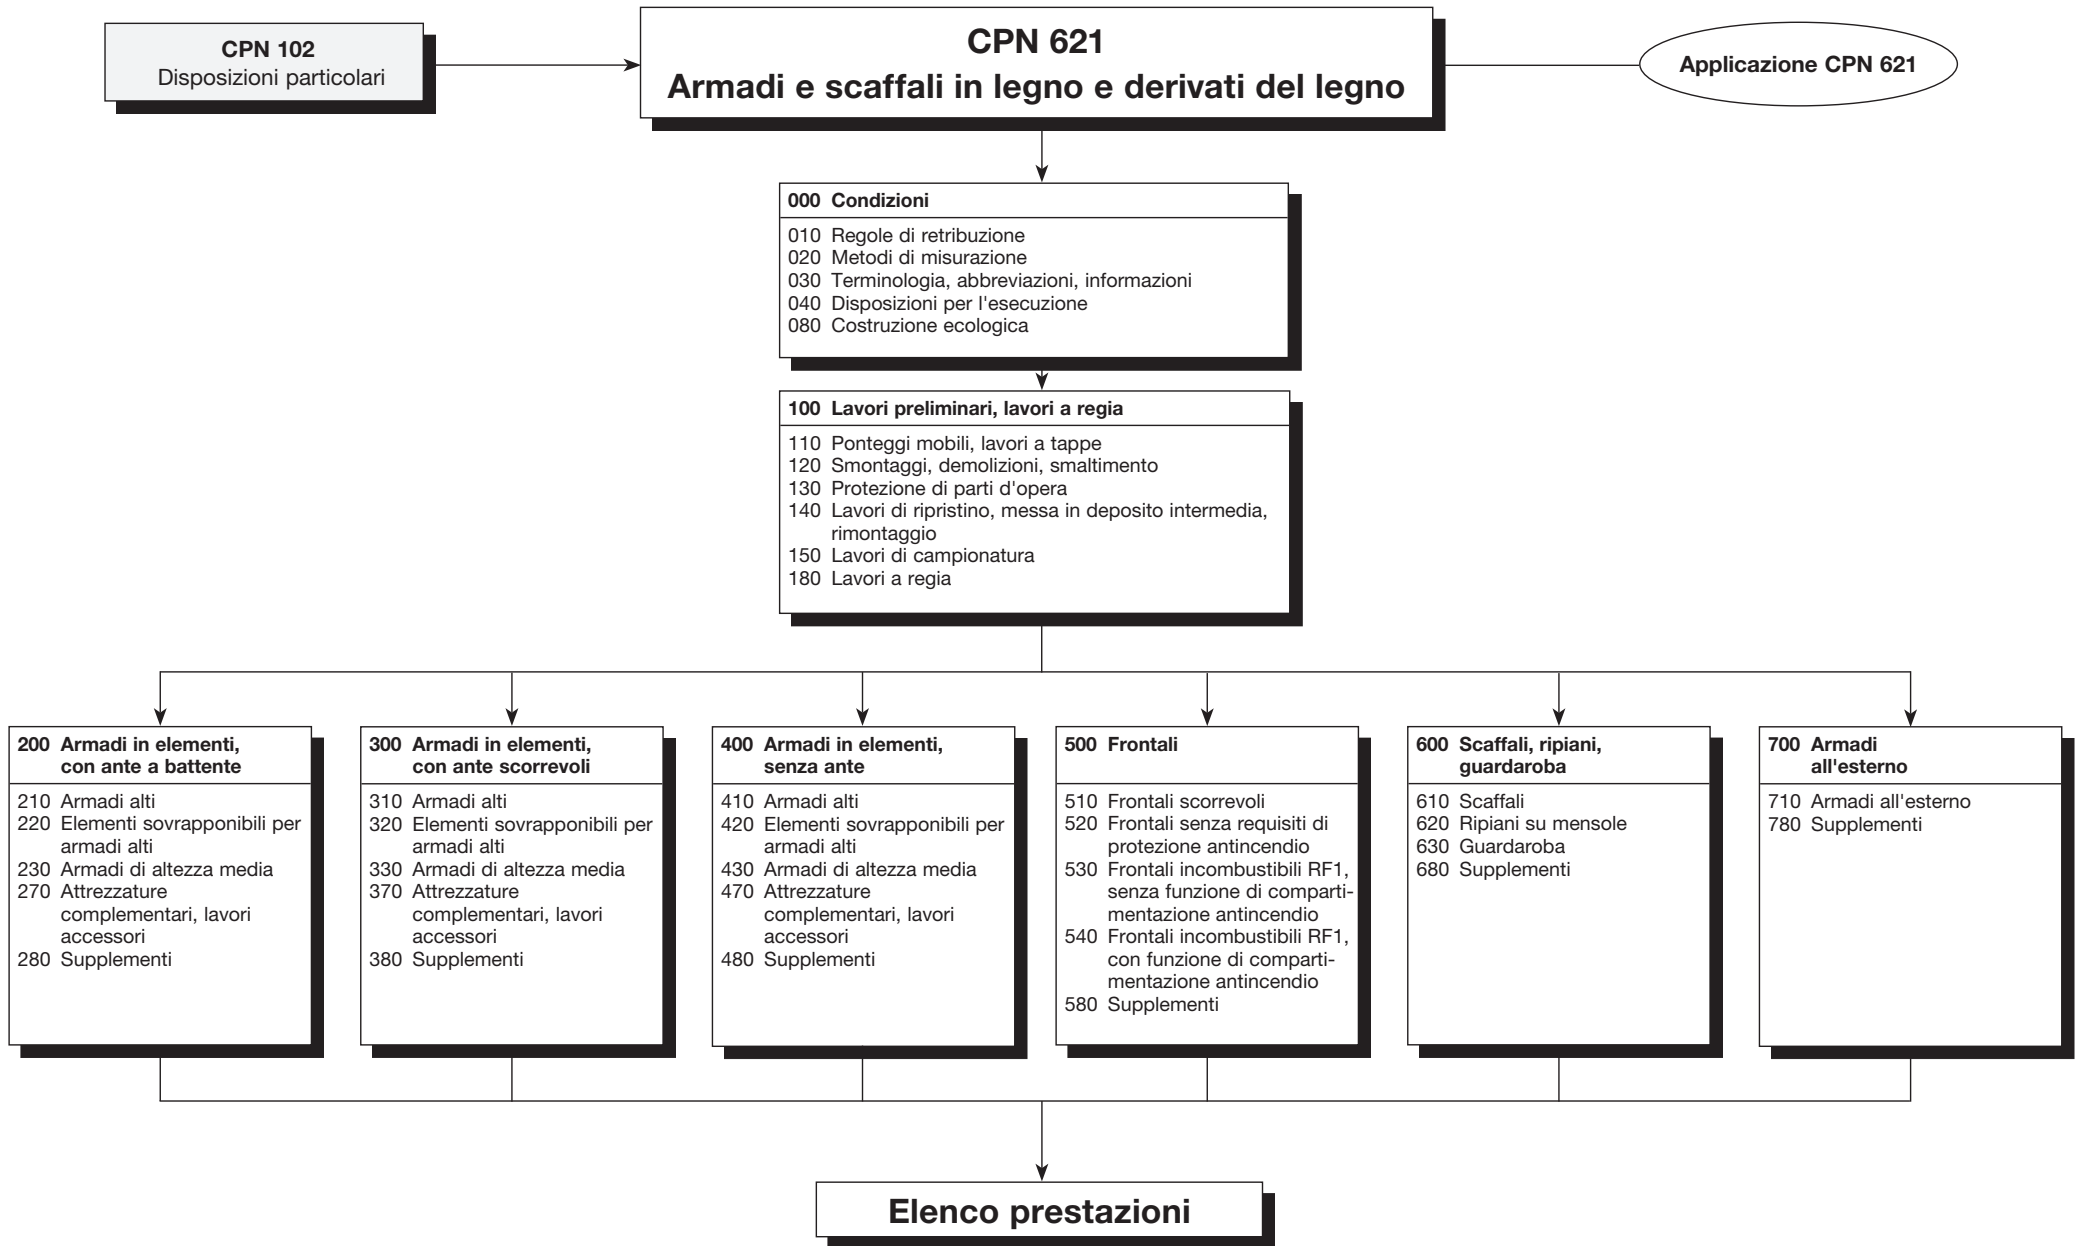 CPN 102
Disposizioni particolari
CPN 621
Armadi e scaffali in legno e derivati del legno
Applicazione CPN 621
000 Condizioni
010 Regole di retribuzione
020 Metodi di misurazione
030 Terminologia, abbreviazioni, informazioni
040 Disposizioni per l'esecuzione
080 Costruzione ecologica
100 Lavori preliminari, lavori a regia
110 Ponteggi mobili, lavori a tappe
120 Smontaggi, demolizioni, smaltimento
130 Protezione di parti d'opera
140 Lavori di ripristino, messa in deposito intermedia,
rimontaggio
150 Lavori di campionatura
180 Lavori a regia
200 Armadi in elementi,
con ante a battente
210 Armadi alti
220 Elementi sovrapponibili per
armadi alti
230 Armadi di altezza media
270 Attrezzature
complementari, lavori
accessori
280 Supplementi
300 Armadi in elementi,
con ante scorrevoli
310 Armadi alti
320 Elementi sovrapponibili per
armadi alti
330 Armadi di altezza media
370 Attrezzature
complementari, lavori
accessori
380 Supplementi
400 Armadi in elementi,
senza ante
410 Armadi alti
420 Elementi sovrapponibili per
armadi alti
430 Armadi di altezza media
470 Attrezzature
complementari, lavori
accessori
480 Supplementi
500 Frontali
510 Frontali scorrevoli
520 Frontali senza requisiti di
protezione antincendio
530 Frontali incombustibili RF1,
senza funzione di comparti-
mentazione antincendio
540 Frontali incombustibili RF1,
con funzione di comparti-
mentazione antincendio
580 Supplementi
600 Scaffali, ripiani,
guardaroba
610 Scaffali
620 Ripiani su mensole
630 Guardaroba
680 Supplementi
700 Armadi
all'esterno
710 Armadi all'esterno
780 Supplementi
Elenco prestazioni